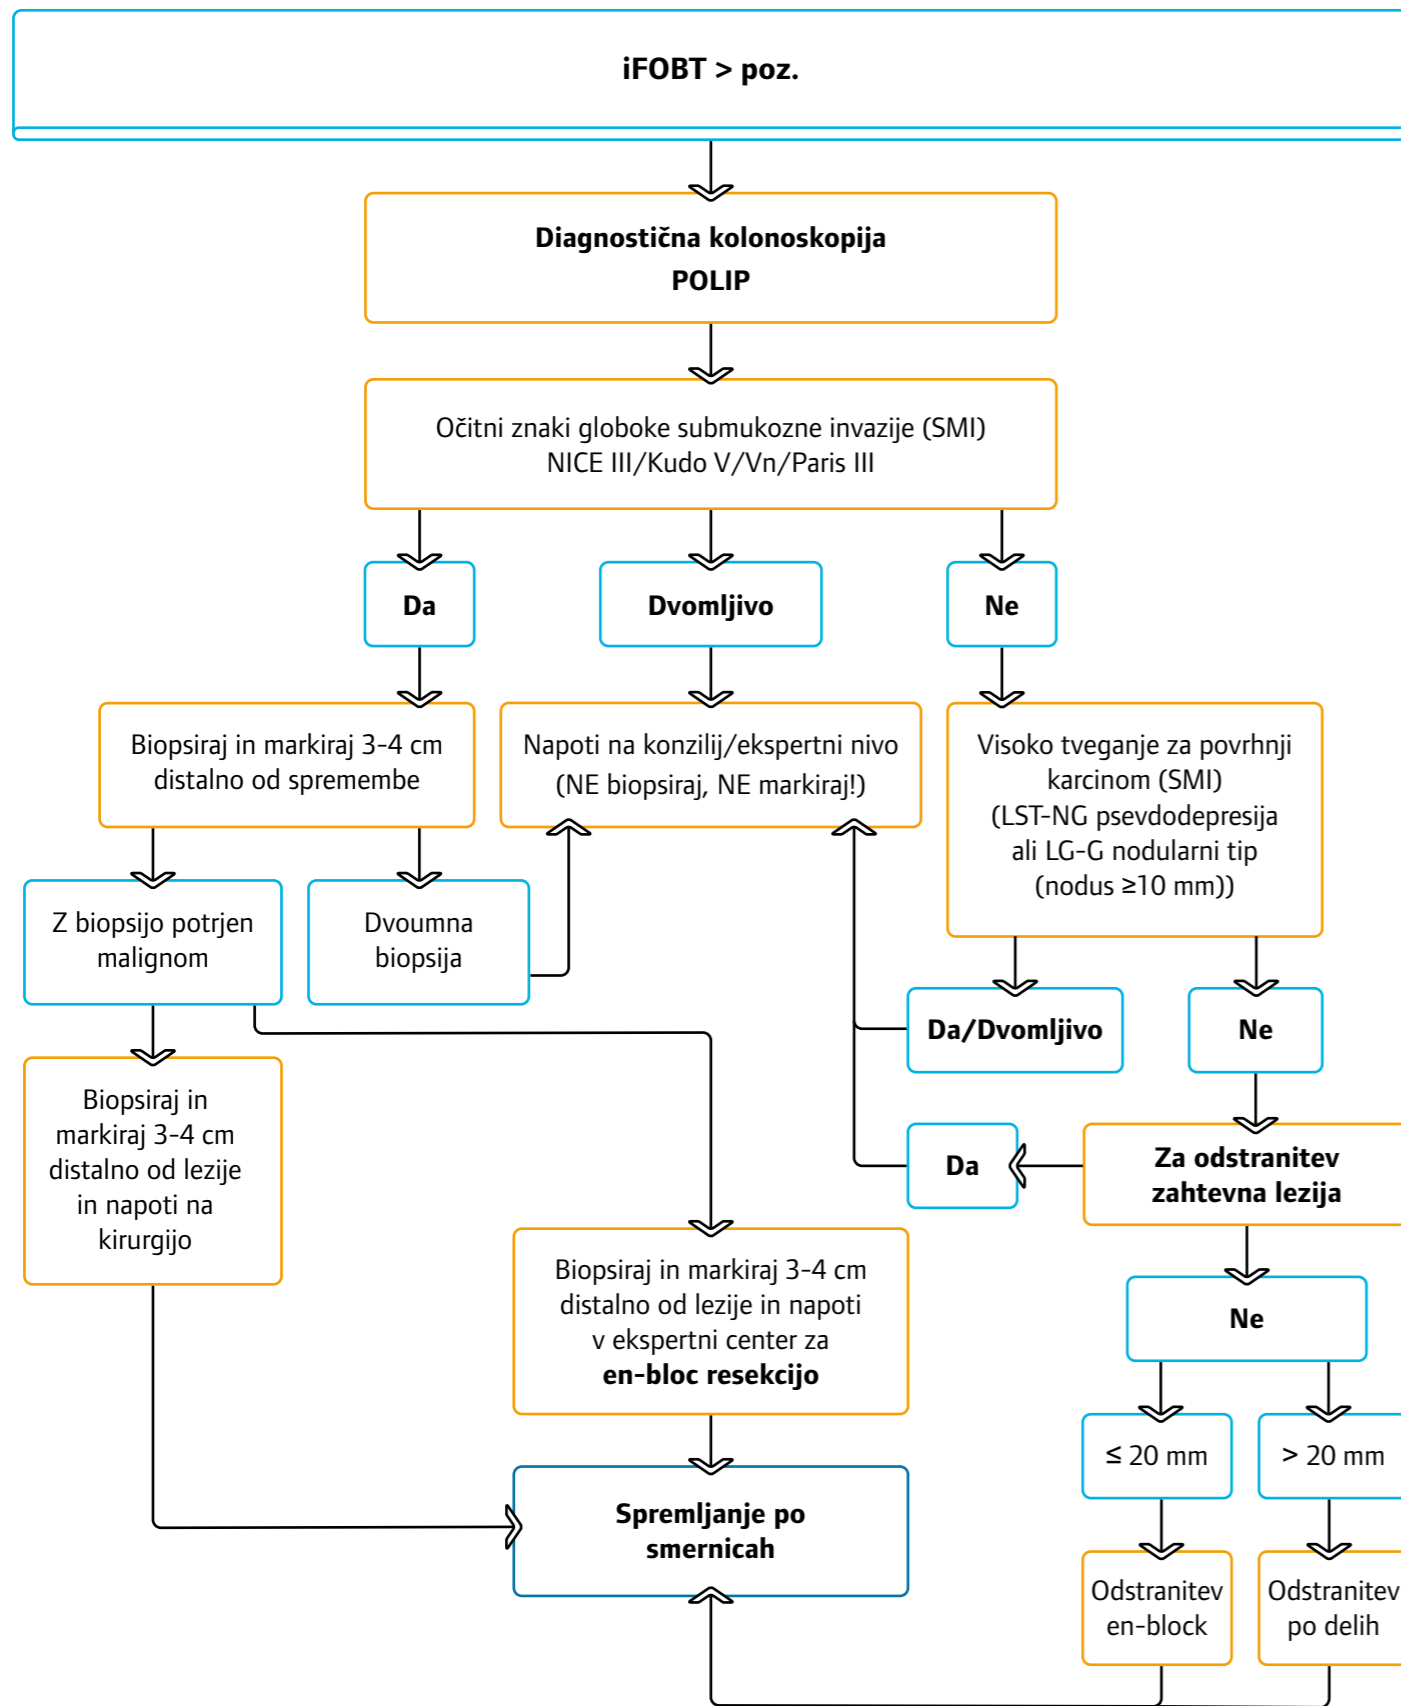 iFOBT > poz.
Diagnostična kolonoskopija
POLIP
Očitni znaki globoke submukozne invazije (SMI)
NICE III/Kudo V/Vn/Paris III
Da
Dvomljivo
Ne
Biopsiraj in markiraj 3-4 cm
distalno od spremembe
Napoti na konzilij/ekspertni nivo
(NE biopsiraj, NE markiraj!)
Visoko tveganje za povrhnji
karcinom (SMI)
(LST-NG psevdodepresija
ali LG-G nodularni tip
(nodus ≥10 mm))
Z biopsijo potrjen
malignom
Dvoumna
biopsija
Da/Dvomljivo
Ne
Biopsiraj in
markiraj 3-4 cm
distalno od lezije
in napoti na
kirurgijo
Da
Za odstranitev
zahtevna lezija
Biopsiraj in markiraj 3-4 cm
distalno od lezije in napoti
v ekspertni center za
en-bloc resekcijo
Ne
≤ 20 mm
> 20 mm
Spremljanje po
smernicah
Odstranitev
en-block
Odstranitev
po delih